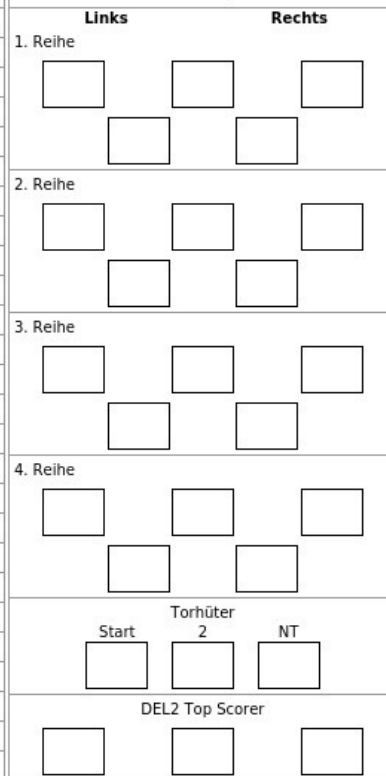 Links Rechts
1. Reihe
2. Reihe
3. Reihe
4. Reihe
Torhüter
Start 2 NT
DEL2 Top Scorer